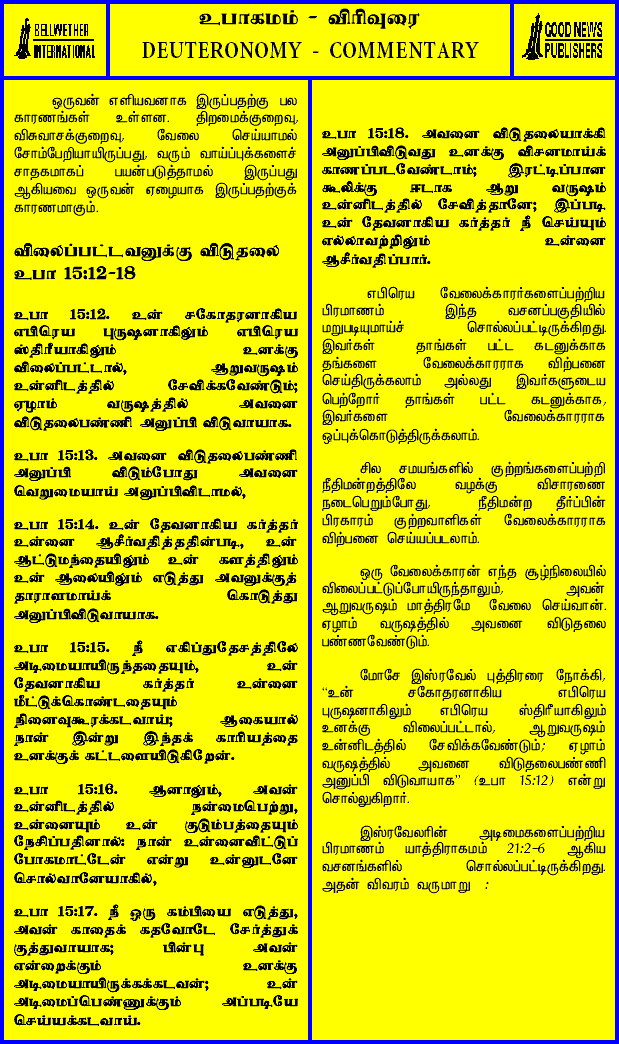 BELLWETHER
INTERNATIONAL
உபாகமம் - விரிவுரை
DEUTERONOMY - COMMENTARY
GOOD NEWS
PUBLISHERS
ஒருவன் எளியவனாக இருப்பதற்கு பல
காரணங்கள் உள்ளன. திறமைக்குறைவு,
விசுவாசக்குறைவு, வேலை செய்யாமல்
சோம்பேறியாயிருப்பது, வரும் வாய்ப்புக்களைச்
சாதகமாகப் பயன்படுத்தாமல் இருப்பது
ஆகியவை ஒருவன் ஏழையாக இருப்பதற்குக்
காரணமாகும்.
விலைப்பட்டவனுக்கு விடுதலை
உபா 15:12-18
உபா 15:12. உன் சகோதரனாகிய
எபிரெய புருஷனாகிலும் எபிரெய
ஸ்திரீயாகிலும் உனக்கு
விலைப்பட்டால், ஆறுவருஷம்
உன்னிடத்தில் சேவிக்கவேண்டும்;
ஏழாம் வருஷத்தில் அவனை
விடுதலைபண்ணி அனுப்பி விடுவாயாக.
உபா 15:13. அவனை விடுதலைபண்ணி
அனுப்பி விடும்போது அவனை
வெறுமையாய் அனுப்பிவிடாமல்,
உபா 15:14. உன் தேவனாகிய கர்த்தர்
உன்னை ஆசீர்வதித்ததின்படி, உன்
ஆட்டுமந்தையிலும் உன் களத்திலும்
உன் ஆலையிலும் எடுத்து அவனுக்குத்
தாராளமாய்க் கொடுத்து
அனுப்பிவிடுவாயாக.
உபா 15:15. நீ எகிப்துதேசத்திலே
அடிமையாயிருந்ததையும், உன்
தேவனாகிய கர்த்தர் உன்னை
மீட்டுக்கொண்டதையும்
நினைவுகூரக்கடவாய்; ஆகையால்
நான் இன்று இந்தக் காரியத்தை
உனக்குக் கட்டளையிடுகிறேன்.
உபா 15:16. ஆனாலும், அவன்
உன்னிடத்தில் நன்மைபெற்று,
உன்னையும் உன் குடும்பத்தையும்
நேசிப்பதினால்: நான் உன்னைவிட்டுப்
போகமாட்டேன் என்று உன்னுடனே
சொல்வானேயாகில்,
உபா 15:17. நீ ஒரு கம்பியை எடுத்து,
அவன் காதைக் கதவோடே சேர்த்துக்
குத்துவாயாக; பின்பு அவன்
என்றைக்கும் உனக்கு
அடிமையாயிருக்கக்கடவன்; உன்
அடிமைப்பெண்ணுக்கும் அப்படியே
செய்யக்கடவாய்.
உபா 15:18. அவனை விடுதலையாக்கி
அனுப்பிவிடுவது உனக்கு விசனமாய்க்
காணப்படவேண்டாம்; இரட்டிப்பான
கூலிக்கு ஈடாக ஆறு வருஷம்
உன்னிடத்தில் சேவித்தானே; இப்படி
உன் தேவனாகிய கர்த்தர் நீ செய்யும்
எல்லாவற்றிலும் உன்னை
ஆசீர்வதிப்பார்.
எபிரெய வேலைக்காரர்களைப்பற்றிய
பிரமாணம் இந்த வசனப்பகுதியில்
மறுபடியுமாய்ச் சொல்லப்பட்டிருக்கிறது.
இவர்கள் தாங்கள் பட்ட கடனுக்காக
தங்களை வேலைக்காரராக விற்பனை
செய்திருக்கலாம் அல்லது இவர்களுடைய
பெற்றோர் தாங்கள் பட்ட கடனுக்காக,
இவர்களை வேலைக்காரராக
ஒப்புக்கொடுத்திருக்கலாம்.
சில சமயங்களில் குற்றங்களைப்பற்றி
நீதிமன்றத்திலே வழக்கு விசாரணை
நடைபெறும்போது, நீதிமன்ற தீர்ப்பின்
பிரகாரம் குற்றவாளிகள் வேலைக்காரராக
விற்பனை செய்யப்படலாம்.
ஒரு வேலைக்காரன் எந்த சூழ்நிலையில்
விலைப்பட்டுப்போயிருந்தாலும், அவன்
ஆறுவருஷம் மாத்திரமே வேலை செய்வான்.
ஏழாம் வருஷத்தில் அவனை விடுதலை
பண்ணவேண்டும்.
மோசே இஸ்ரவேல் புத்திரரை நோக்கி,
"உன் சகோதரனாகிய எபிரெய
புருஷனாகிலும் எபிரெய ஸ்திரீயாகிலும்
உனக்கு விலைப்பட்டால், ஆறுவருஷம்
உன்னிடத்தில் சேவிக்கவேண்டும்; ஏழாம்
வருஷத்தில் அவனை விடுதலைபண்ணி
அனுப்பி விடுவாயாக" (உபா 15:12) என்று
சொல்லுகிறார்.
இஸ்ரவேலரின் அடிமைகளைப்பற்றிய
பிரமாணம் யாத்திராகமம் 21:2-6 ஆகிய
வசனங்களில் சொல்லப்பட்டிருக்கிறது.
அதன் விவரம் வருமாறு :